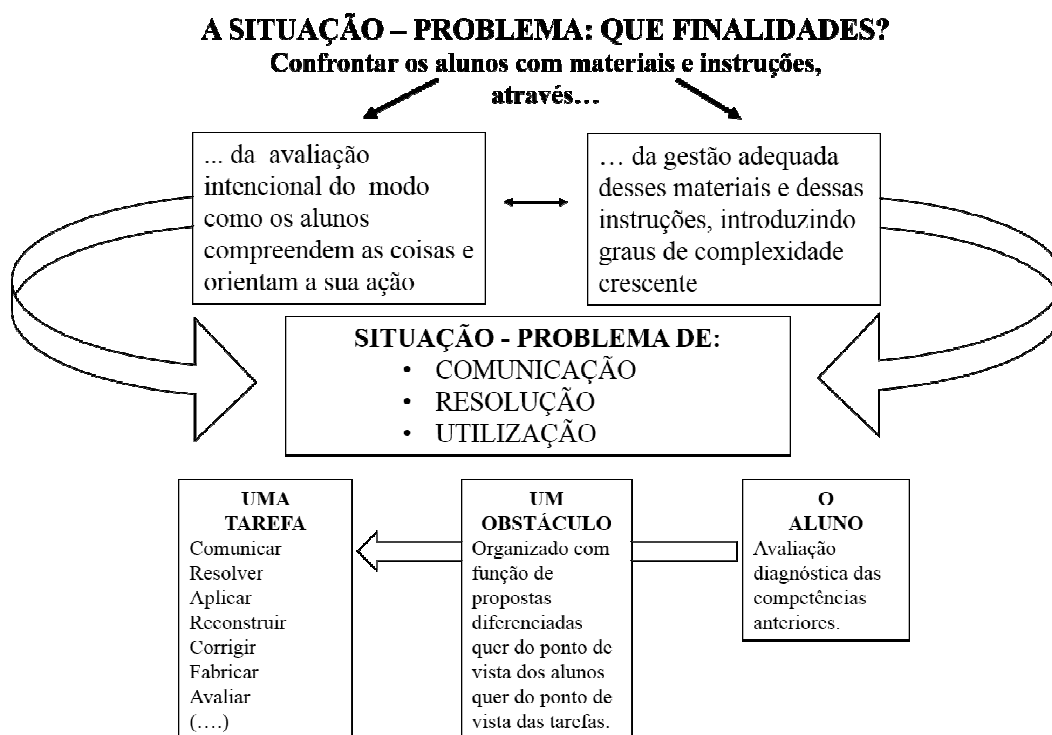 A SITUAÇÃO – PROBLEMA: QUE FINALIDADES?
Confrontar os alunos com materiais e instruções,
através…
... da avaliação
intencional do modo
como os alunos
compreendem as coisas e
orientam a sua ação
… da gestão adequada
desses materiais e dessas
instruções, introduzindo
graus de complexidade
crescente
SITUAÇÃO - PROBLEMA DE:
• COMUNICAÇÃO
• RESOLUÇÃO
• UTILIZAÇÃO
UMA
TAREFA
Comunicar
Resolver
Aplicar
Reconstruir
Corrigir
Fabricar
Avaliar
(….)
UM
OBSTÁCULO
Organizado com
função de
propostas
diferenciadas
quer do ponto de
vista dos alunos
quer do ponto de
vista das tarefas.
O
ALUNO
Avaliação
diagnóstica das
competências
anteriores.